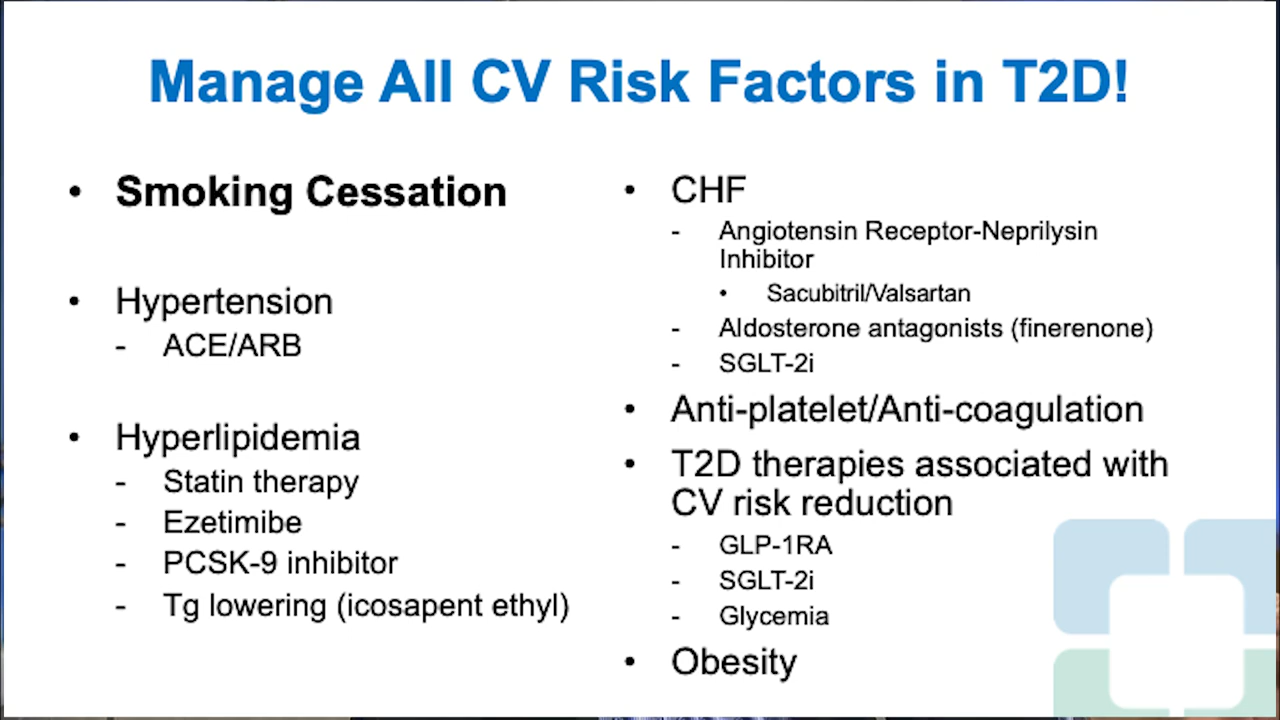 Manage All CV Risk Factors in T2D!
• Smoking Cessation
• Hypertension
- ACE/ARB
• Hyperlipidemia
- Statin therapy
- Ezetimibe
- PCSK-9 inhibitor
- Tg lowering (icosapent ethyl)
• CHF
- Angiotensin Receptor-Neprilysin
Inhibitor
• Sacubitril/Valsartan
- Aldosterone antagonists (finerenone)
- SGLT-2i
• Anti-platelet/Anti-coagulation
• T2D therapies associated with
CV risk reduction
- GLP-1RA
- SGLT-2i
- Glycemia
• Obesity